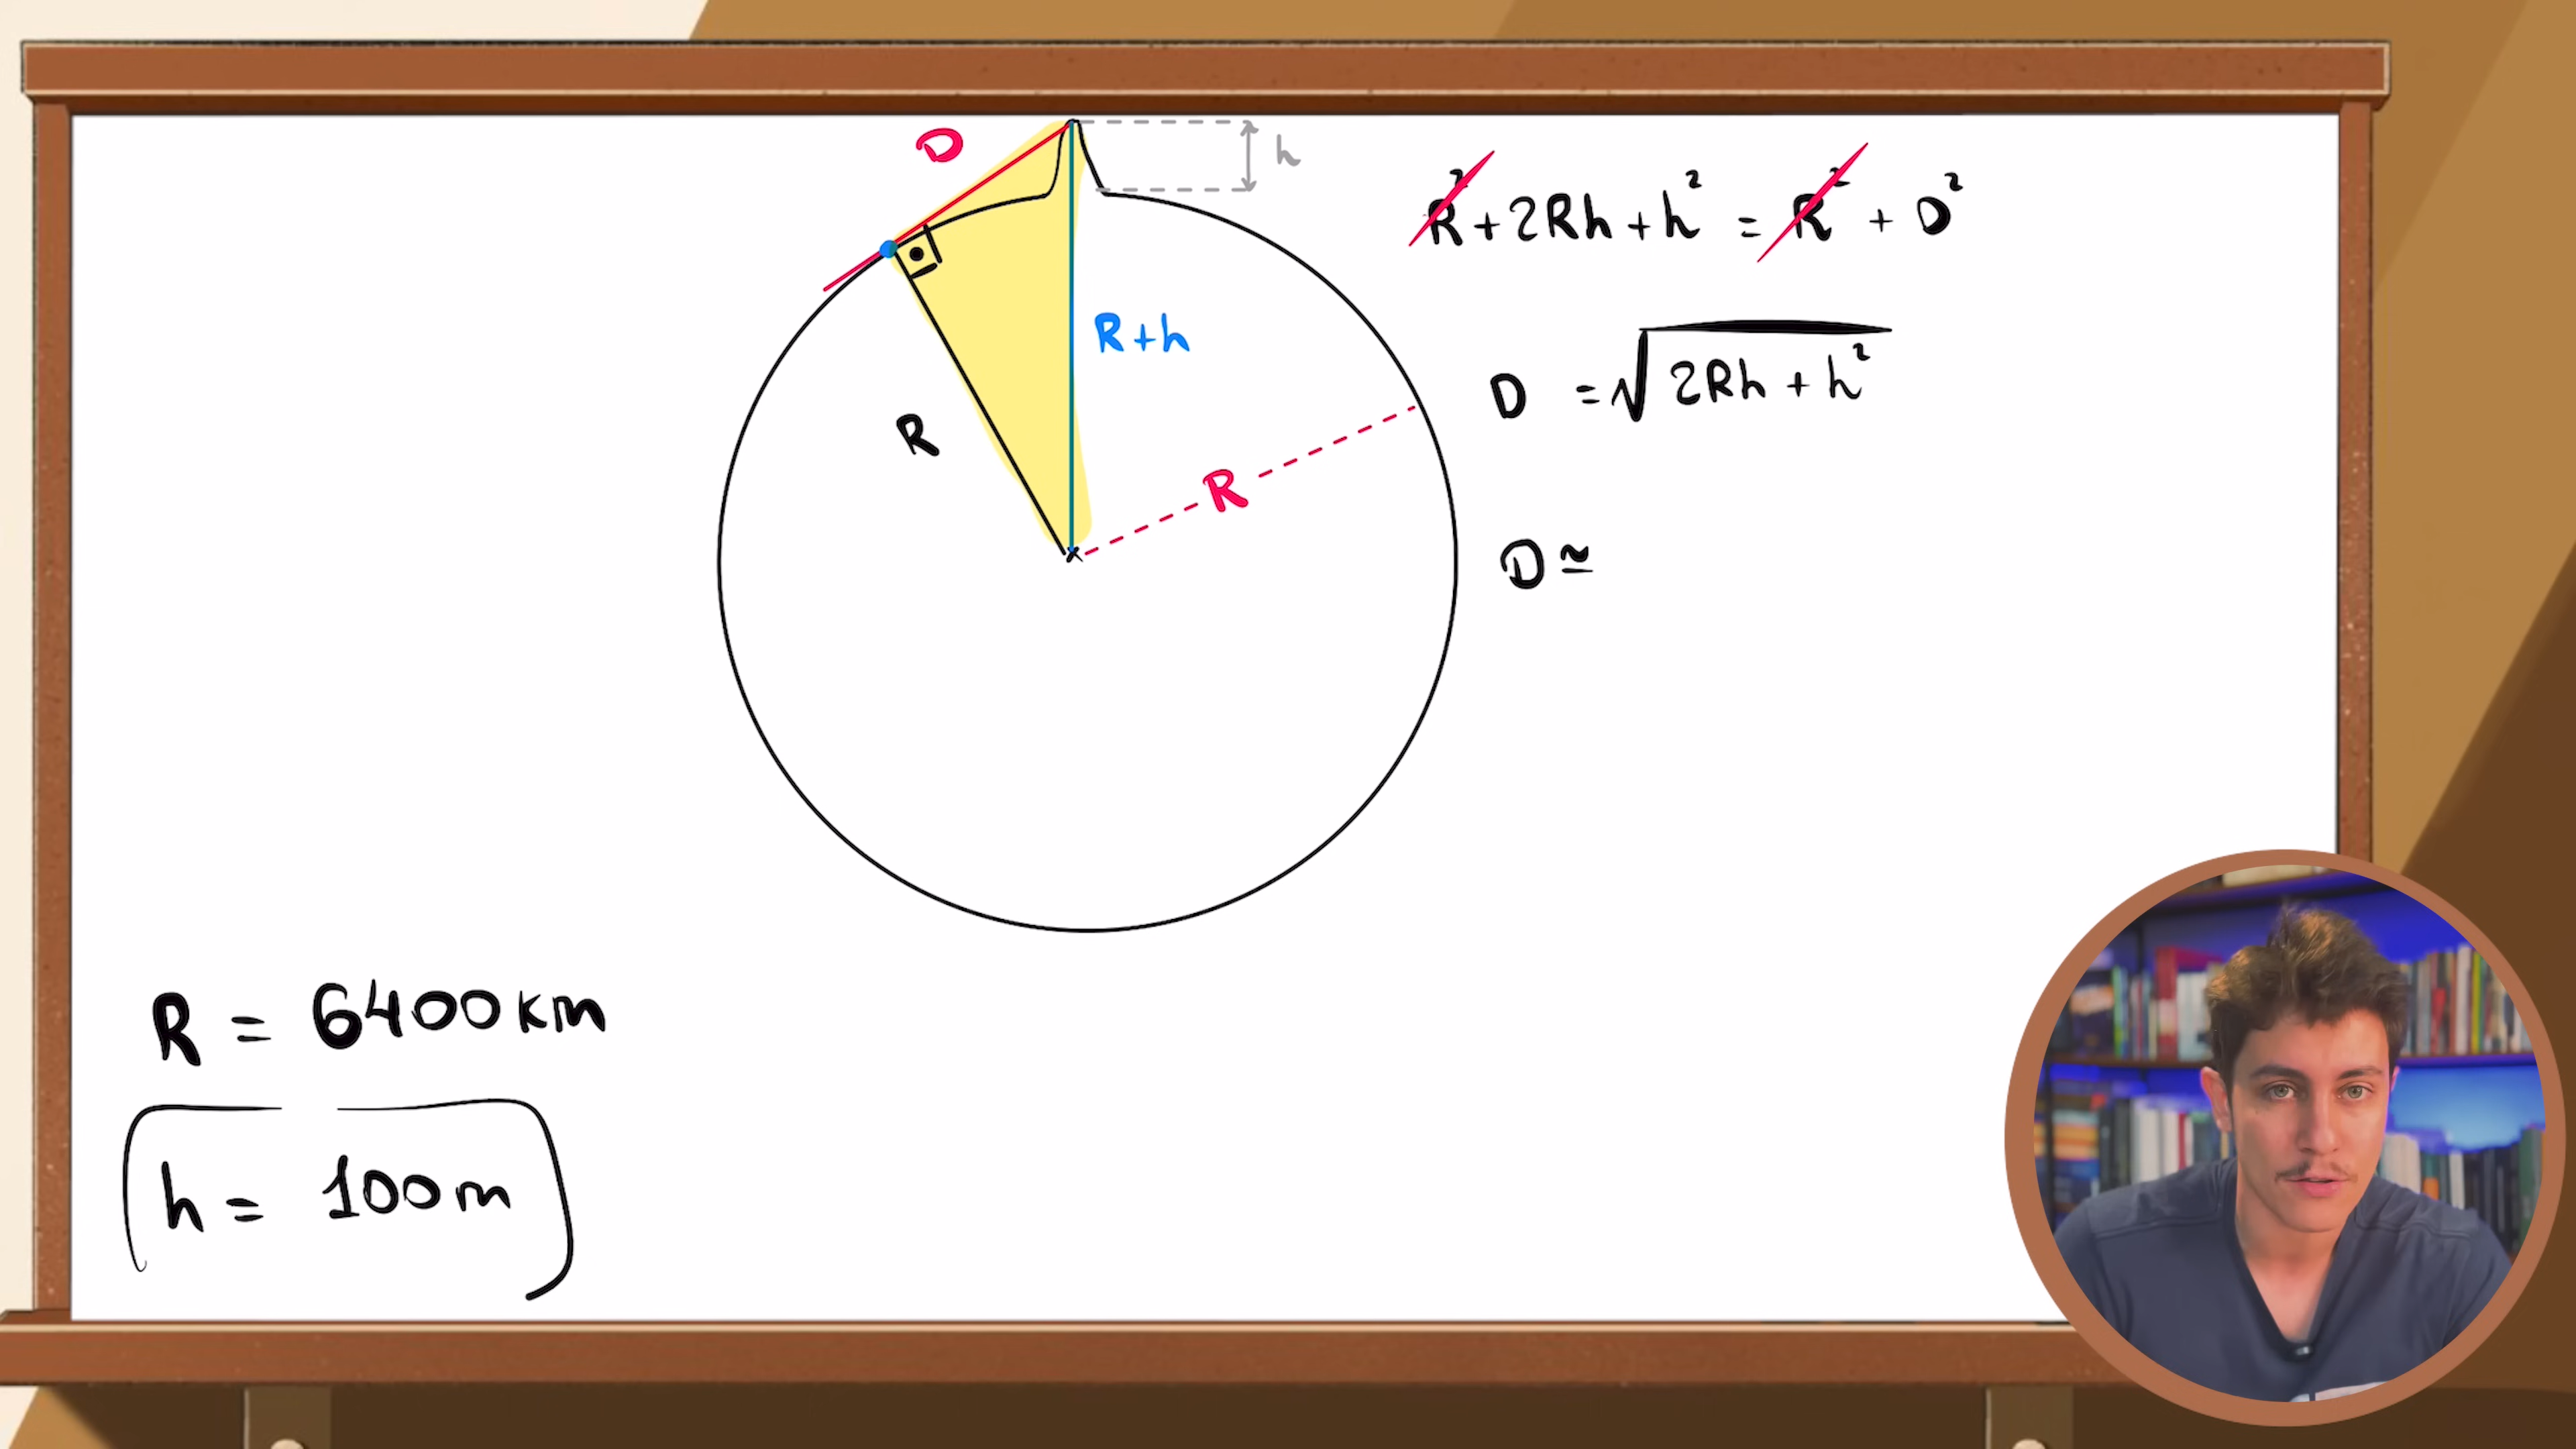 D
h
R² + 2Rh + h² = R² + D²
R+h
D = √2Rh + h²
R
R
D ≃
R = 6400 km
h = 100 m